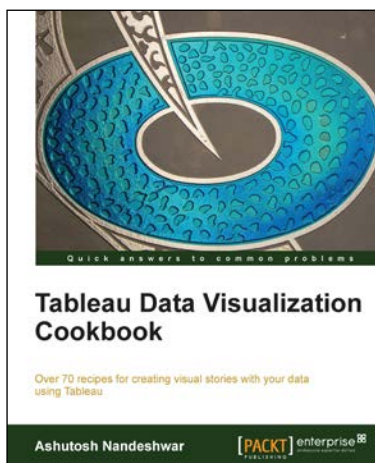 Quick answers to common problems
Tableau Data Visualization
Cookbook
Over 70 recipes for creating visual stories with your data
using Tableau
Ashutosh Nandeshwar
[PACKT] enterprise
PUBLISHING